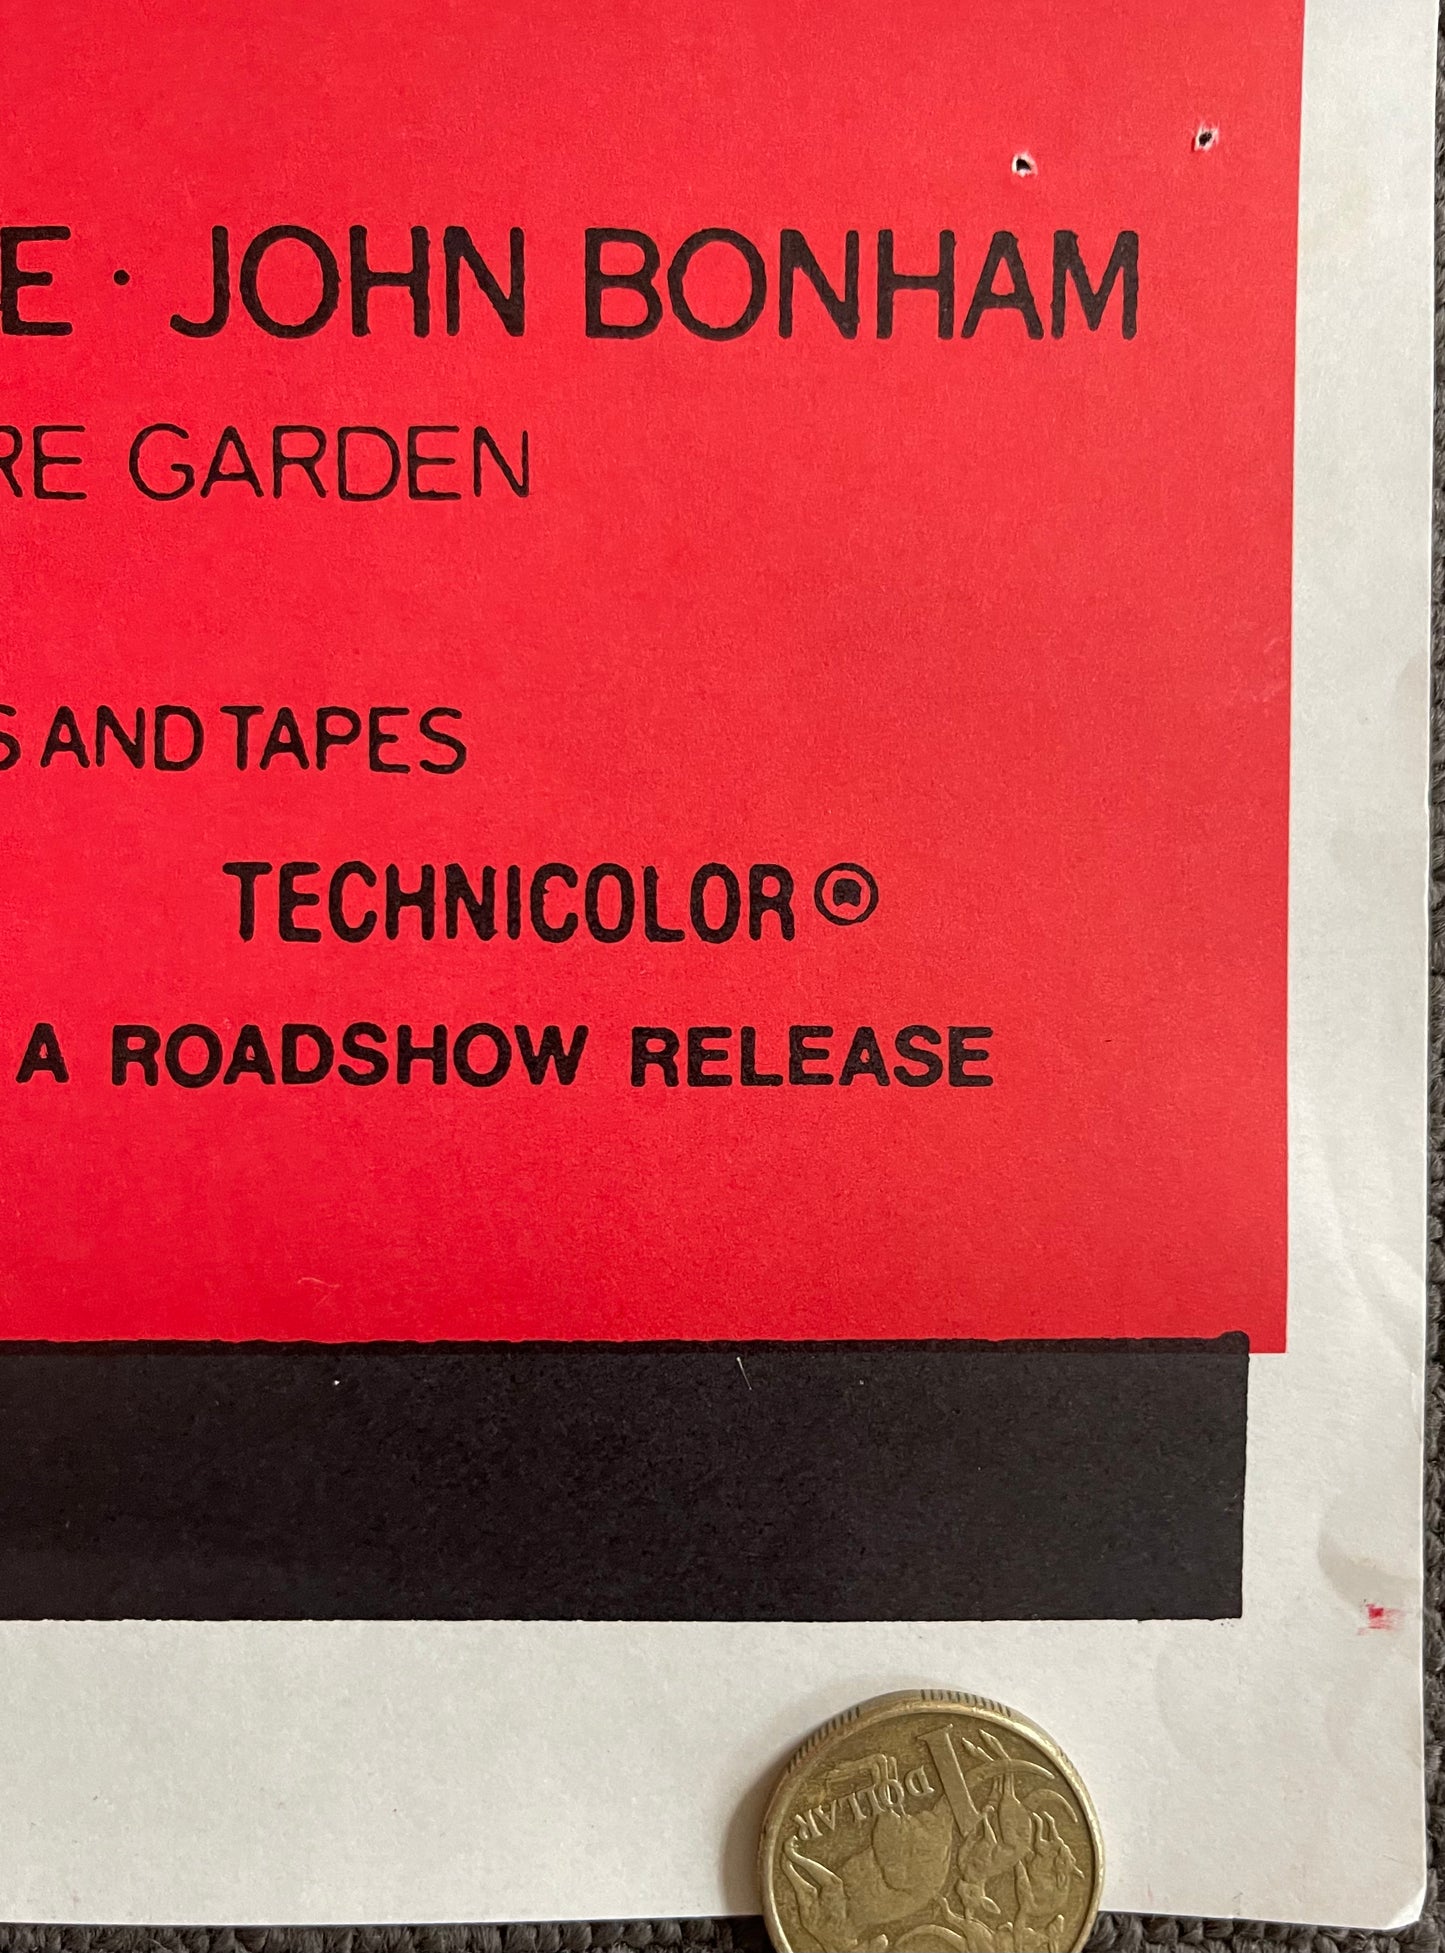 E · JOHN BONHAM
RE GARDEN
S AND TAPES
TECHNICOLOR®
A ROADSHOW RELEASE
1 DOLLAR